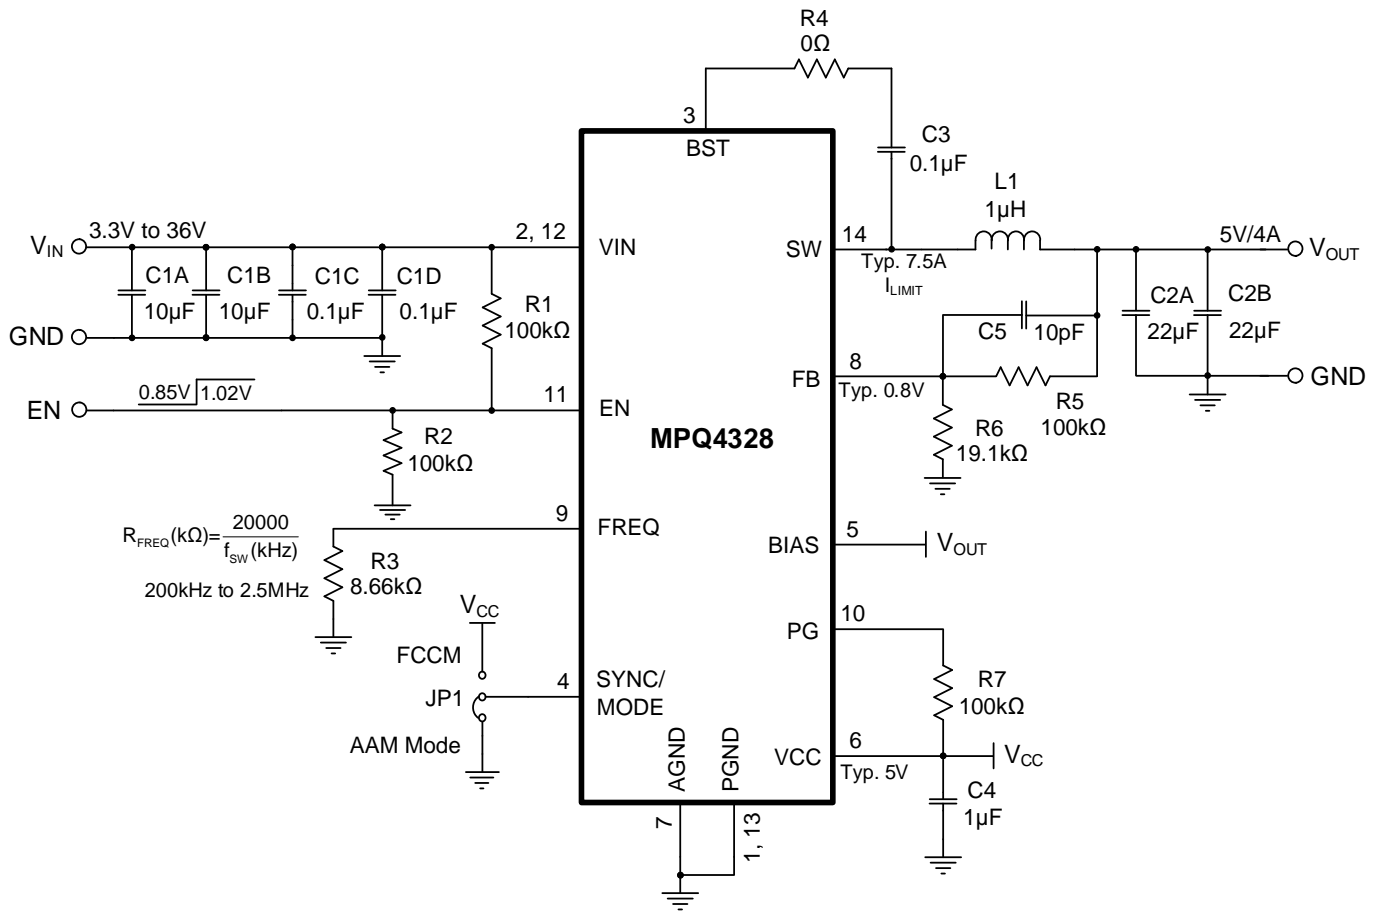 R4
0Ω
3
BST
C3
0.1µF
L1
1µH
VIN 3.3V to 36V
2, 12
VIN
SW
14
Typ. 7.5A
ILIMIT
5V/4A
VOUT
C1A
10µF
C1B
10µF
C1C
0.1µF
C1D
0.1µF
R1
100kΩ
C2A
22µF
C2B
22µF
C5
10pF
GND
8
FB
Typ. 0.8V
GND
R5
100kΩ
R6
19.1kΩ
EN
0.85V
1.02V
11
EN
MPQ4328
R2
100kΩ
9
FREQ
RFREQ(kΩ)=20000
fSW(kHz)
200kHz to 2.5MHz
R3
8.66kΩ
BIAS
5
VOUT
VCC
FCCM
JP1
AAM Mode
4
SYNC/
MODE
PG
10
R7
100kΩ
VCC
6
Typ. 5V
VCC
C4
1µF
AGND
PGND
7
1, 13